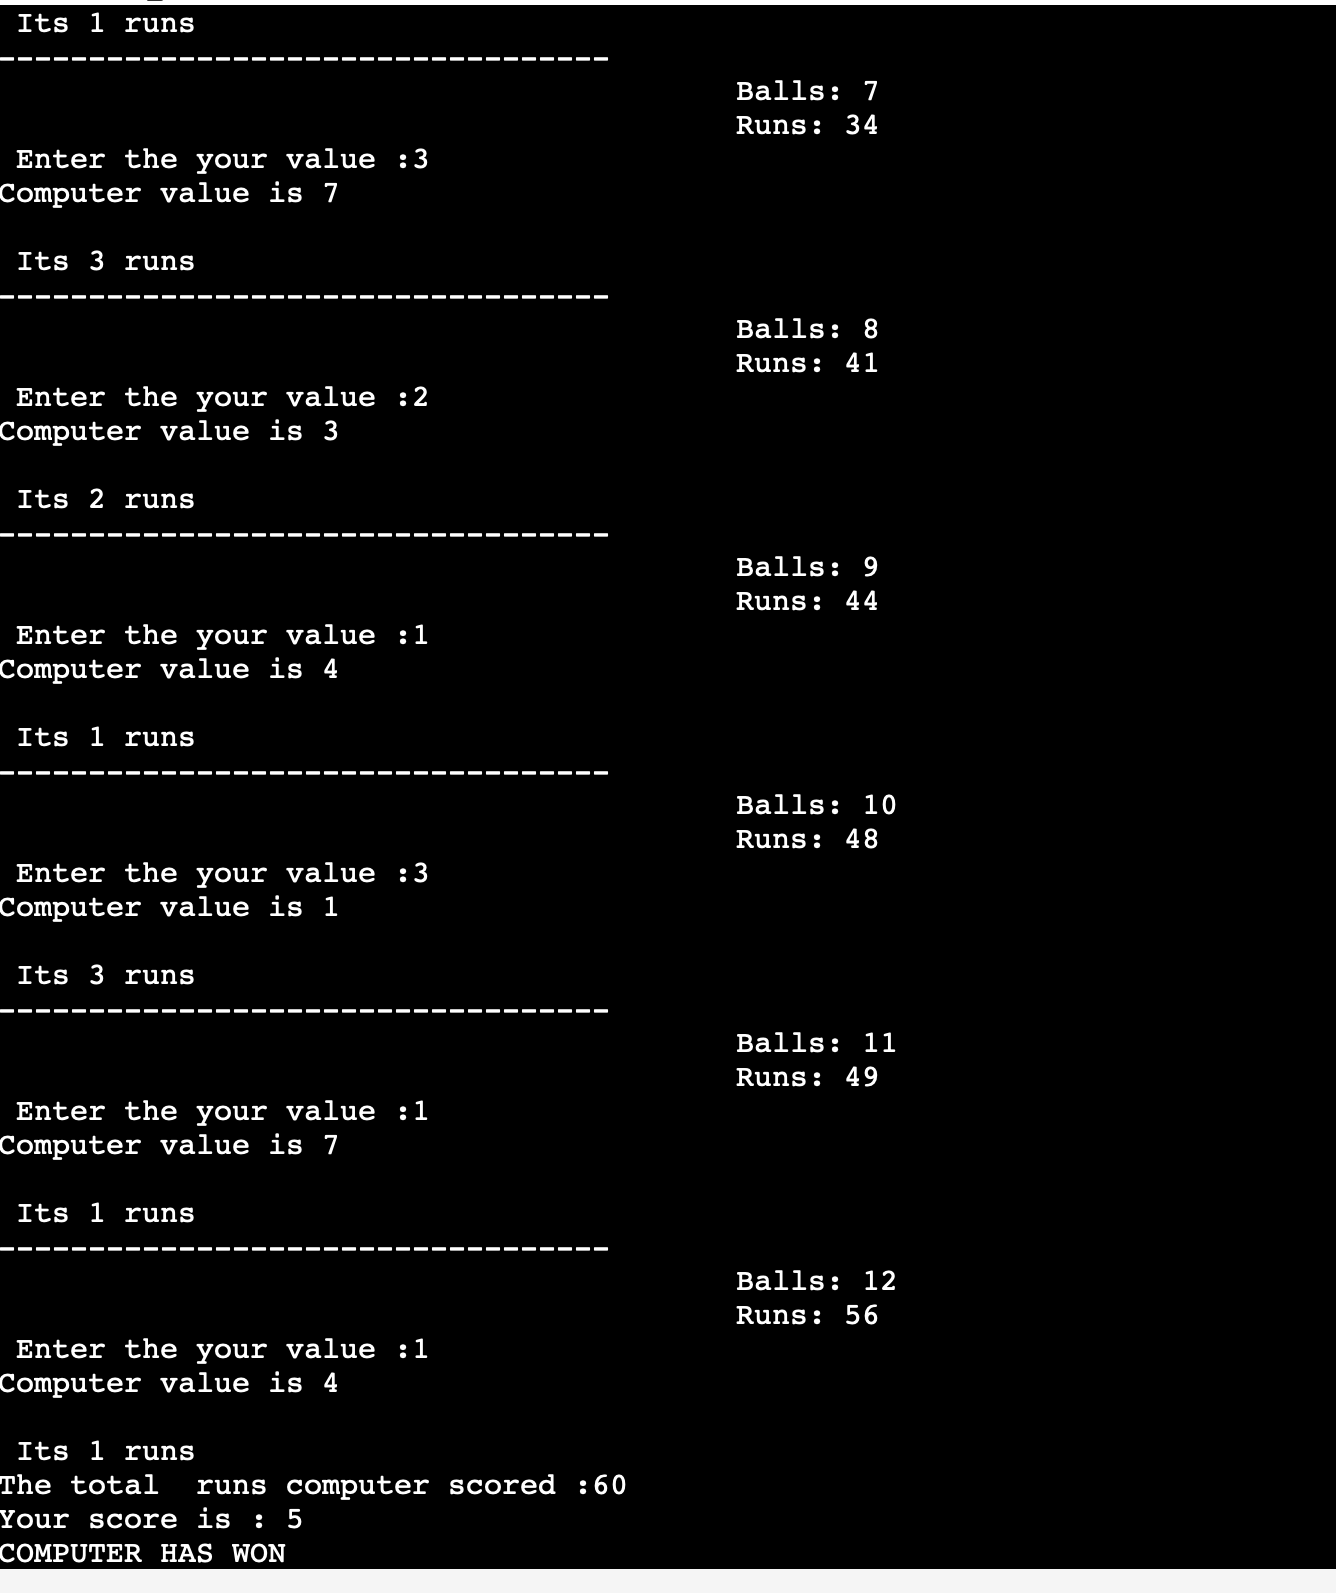 Its 1 runs
----------------------------------
Balls: 7
Runs: 34
Enter the your value :3
Computer value is 7
Its 3 runs
----------------------------------
Balls: 8
Runs: 41
Enter the your value :2
Computer value is 3
Its 2 runs
----------------------------------
Balls: 9
Runs: 44
Enter the your value :1
Computer value is 4
Its 1 runs
----------------------------------
Balls: 10
Runs: 48
Enter the your value :3
Computer value is 1
Its 3 runs
----------------------------------
Balls: 11
Runs: 49
Enter the your value :1
Computer value is 7
Its 1 runs
----------------------------------
Balls: 12
Runs: 56
Enter the your value :1
Computer value is 4
Its 1 runs
The total  runs computer scored :60
Your score is : 5
COMPUTER HAS WON